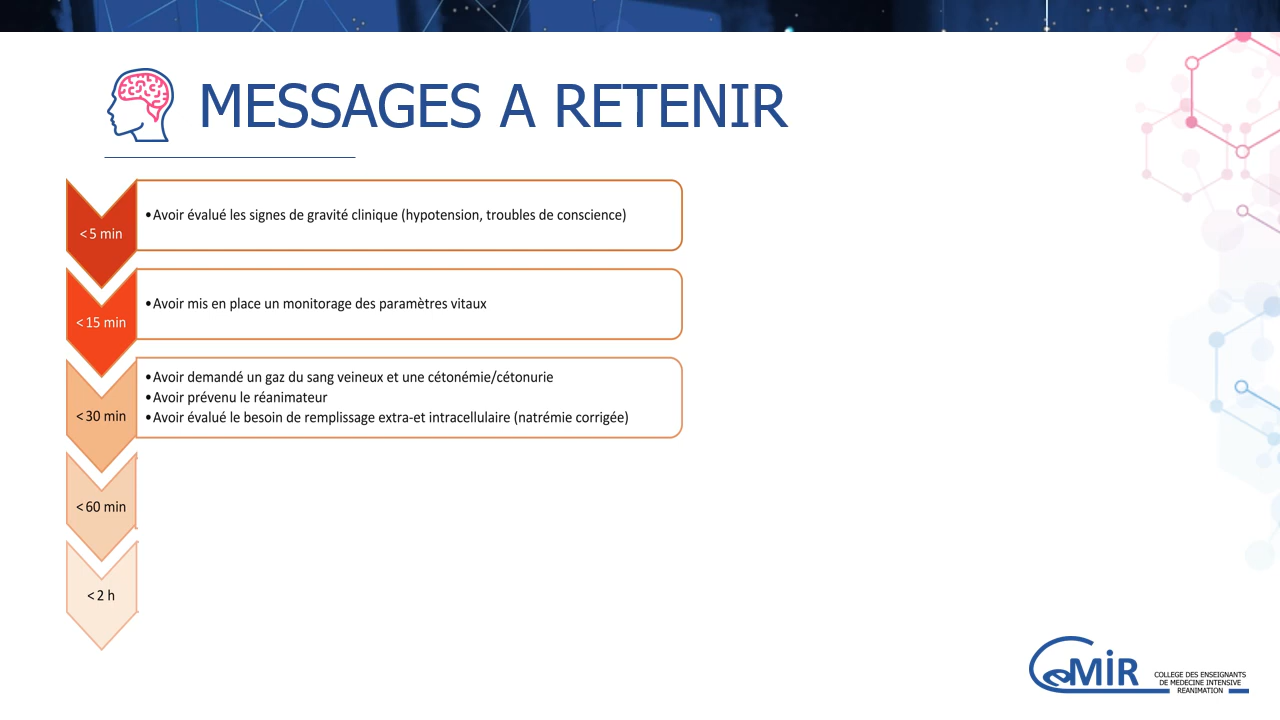 MESSAGES A RETENIR
< 5 min
•Avoir évalué les signes de gravité clinique (hypotension, troubles de conscience)
< 15 min
•Avoir mis en place un monitorage des paramètres vitaux
< 30 min
•Avoir demandé un gaz du sang veineux et une cétonémie/cétonurie
•Avoir prévenu le réanimateur
•Avoir évalué le besoin de remplissage extra-et intracellulaire (natrémie corrigée)
< 60 min
< 2 h
CeMIR
COLLEGE DES ENSEIGNANTS
DE MEDECINE INTENSIVE
REANIMATION